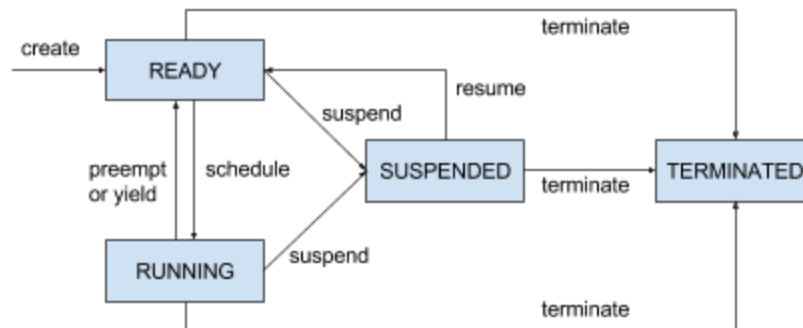 create
READY
terminate
resume
suspend
preempt
or yield
schedule
SUSPENDED
terminate
TERMINATED
RUNNING
suspend
terminate